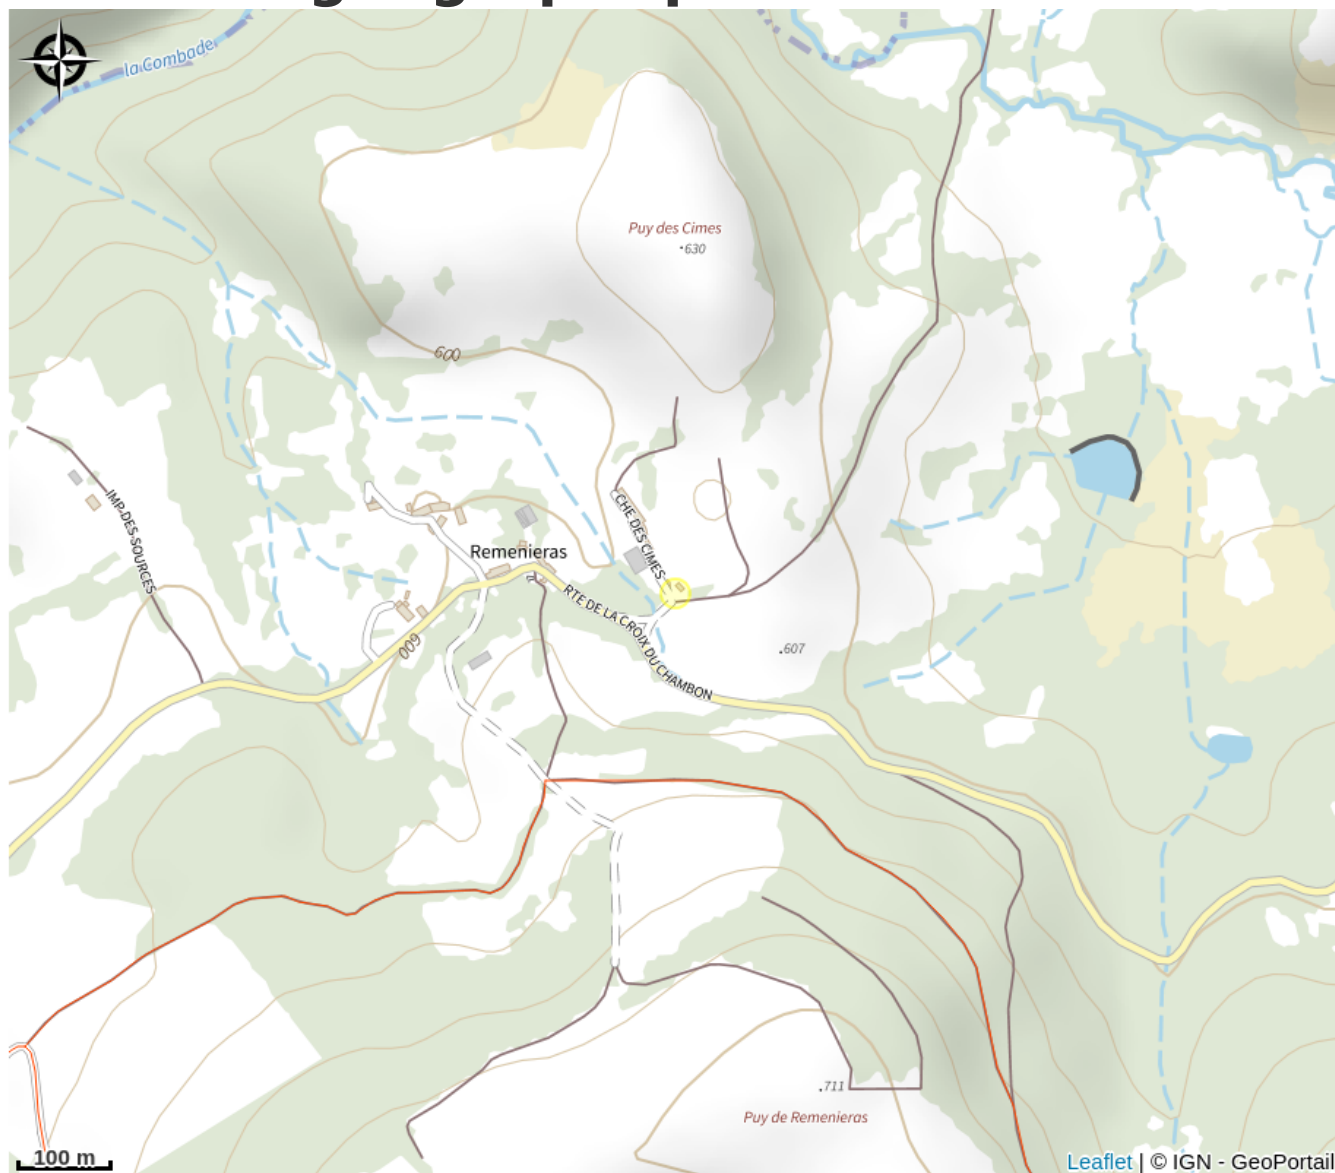 la Combade
Puy des Cimes
630
600
IMP DES SOURCES
CHE DES CIMES
Remenieras
RTE DE LA CROIX DU CHAMBON
600
607
711
Puy de Remenieras
100 m
Leaflet | © IGN - GeoPortail